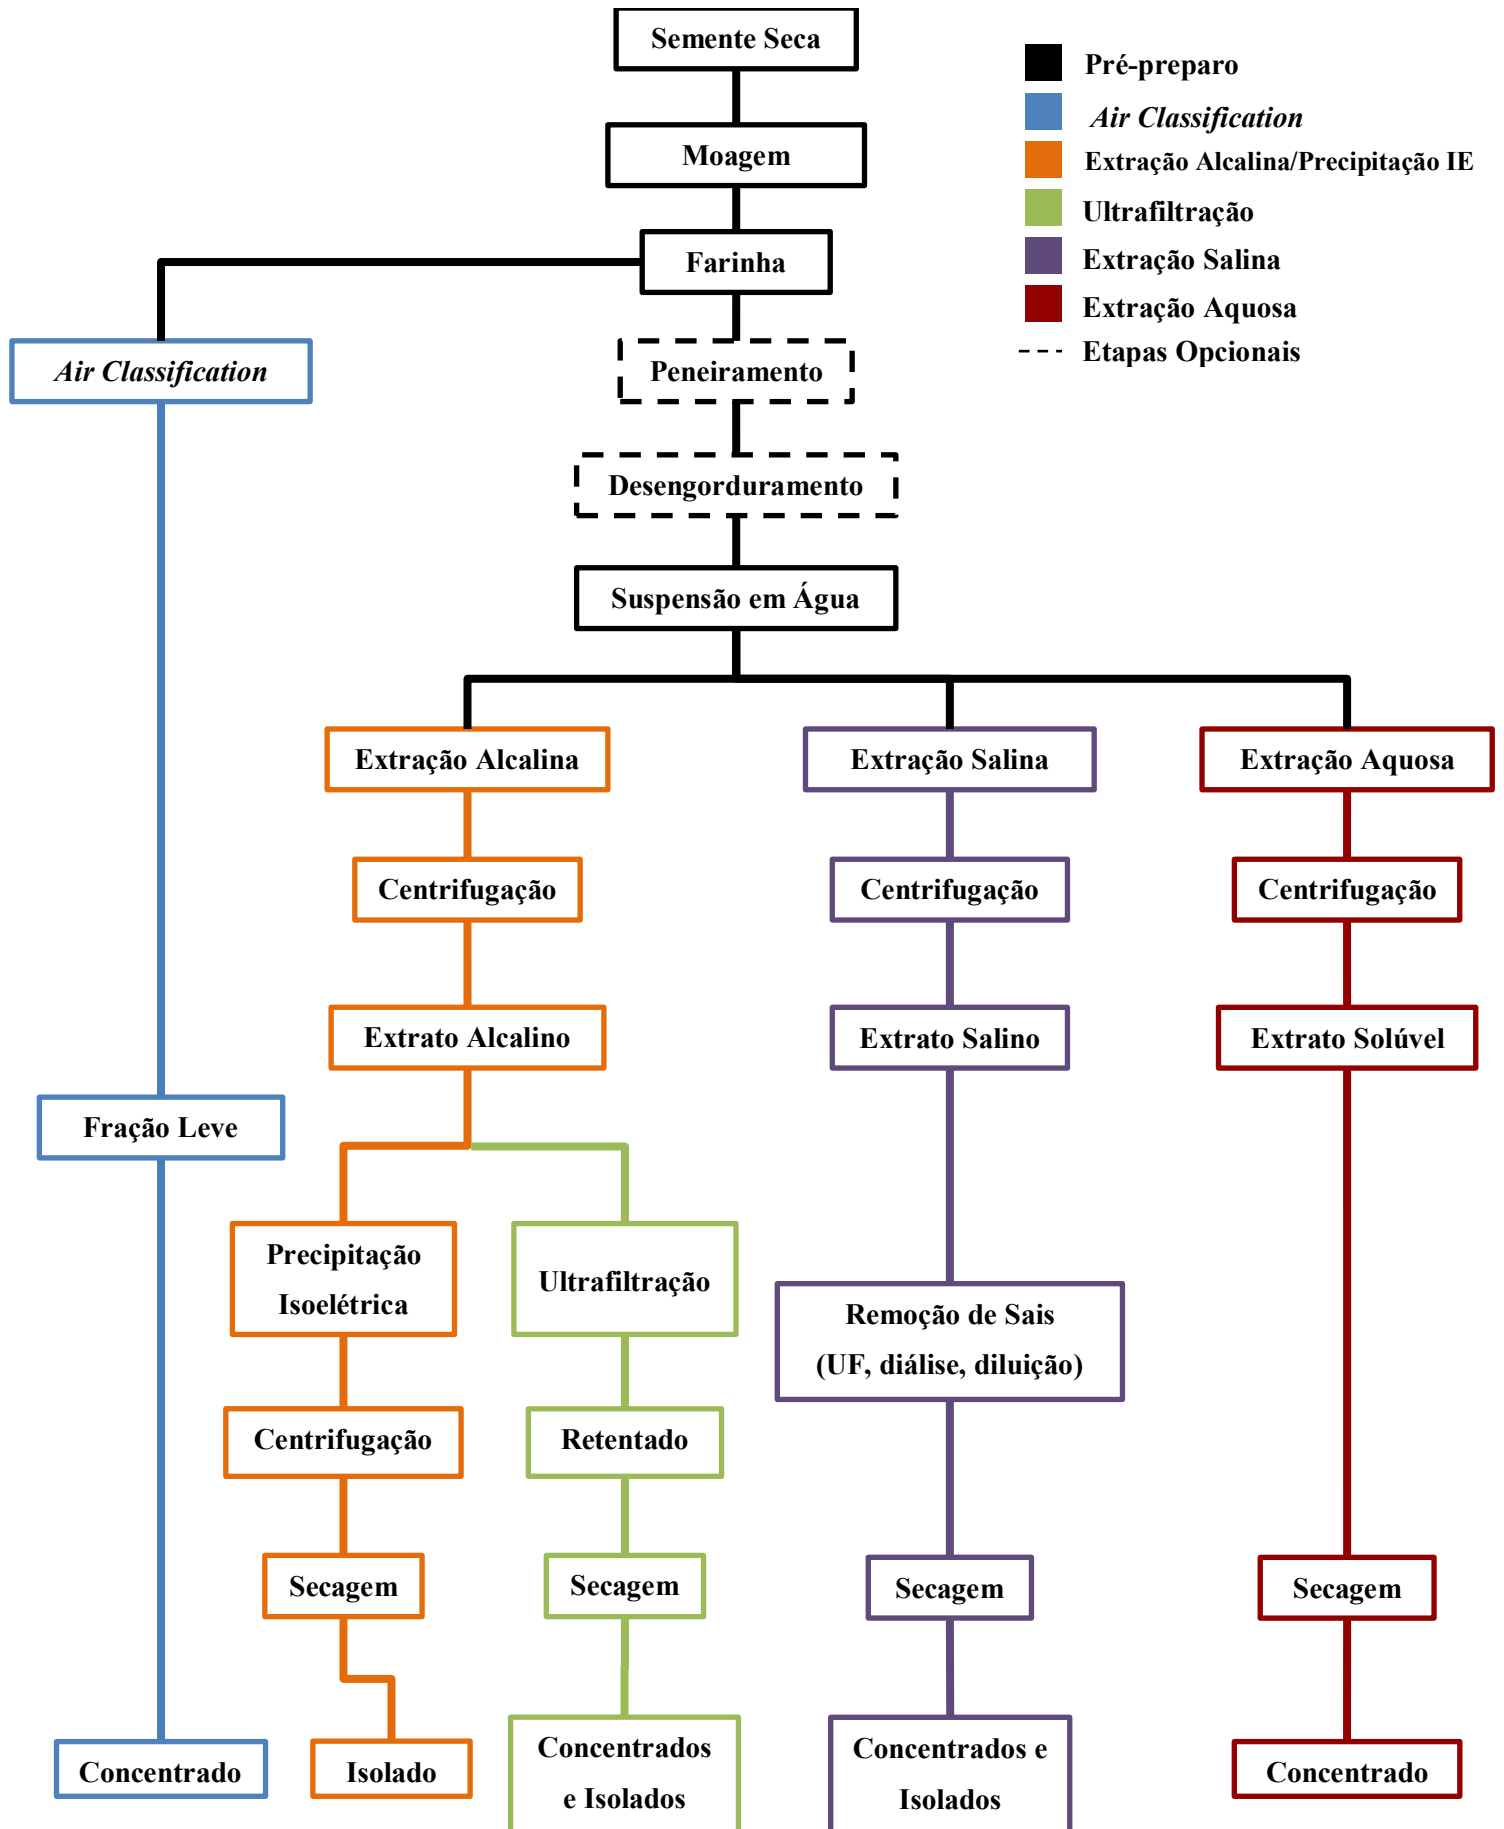 Semente Seca
Pré-preparo
Air Classification
Extração Alcalina/Precipitação IE
Ultrafiltração
Extração Salina
Extração Aquosa
Etapas Opcionais
Moagem
Farinha
Air Classification
Peneiramento
Desengorduramento
Suspensão em Água
Extração Alcalina
Extração Salina
Extração Aquosa
Centrifugação
Centrifugação
Centrifugação
Extrato Alcalino
Extrato Salino
Extrato Solúvel
Fração Leve
Precipitação
Isoelétrica
Ultrafiltração
Remoção de Sais
(UF, diálise, diluição)
Centrifugação
Retentado
Secagem
Secagem
Secagem
Secagem
Concentrado
Isolado
Concentrados
e Isolados
Concentrados e
Isolados
Concentrado